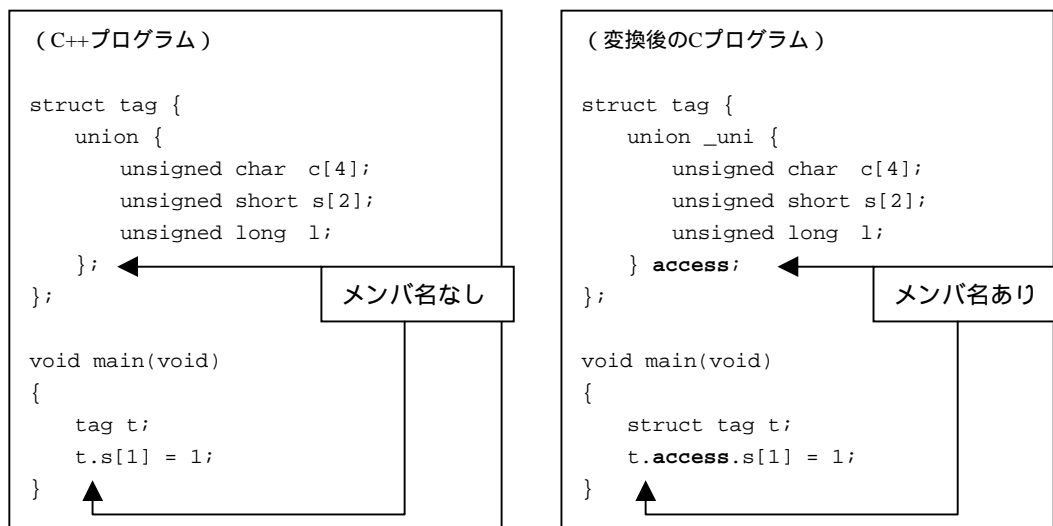 （C++プログラム）
struct tag {
union {
unsigned char c[4];
unsigned short s[2];
unsigned long l;
};
};
メンバ名なし
void main(void)
{
tag t;
t.s[1] = 1;
}
（変換後のCプログラム）
struct tag {
union _uni {
unsigned char c[4];
unsigned short s[2];
unsigned long l;
} access;
};
メンバ名あり
void main(void)
{
struct tag t;
t.access.s[1] = 1;
}